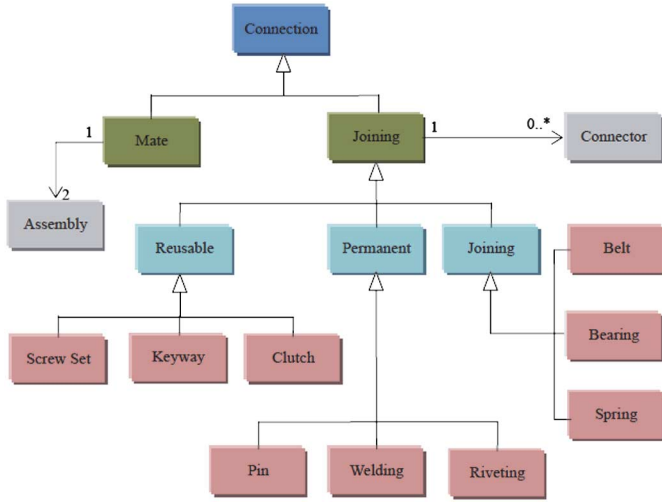 Connection
Mate
Joining
1
1
0..*
Connector
2
Assembly
Reusable
Permanent
Joining
Belt
Screw Set
Keyway
Clutch
Bearing
Spring
Pin
Welding
Riveting